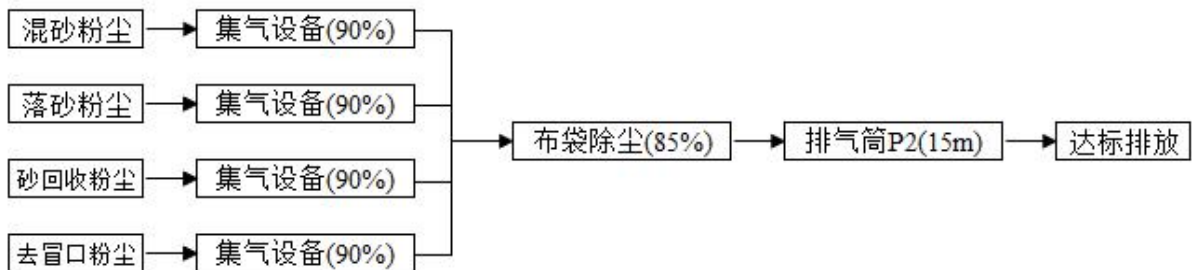 混砂粉尘 集气设备(90%)
落砂粉尘 集气设备(90%)
布袋除尘(85%) 排气筒P2(15m) 达标排放
砂回收粉尘 集气设备(90%)
去冒口粉尘 集气设备(90%)